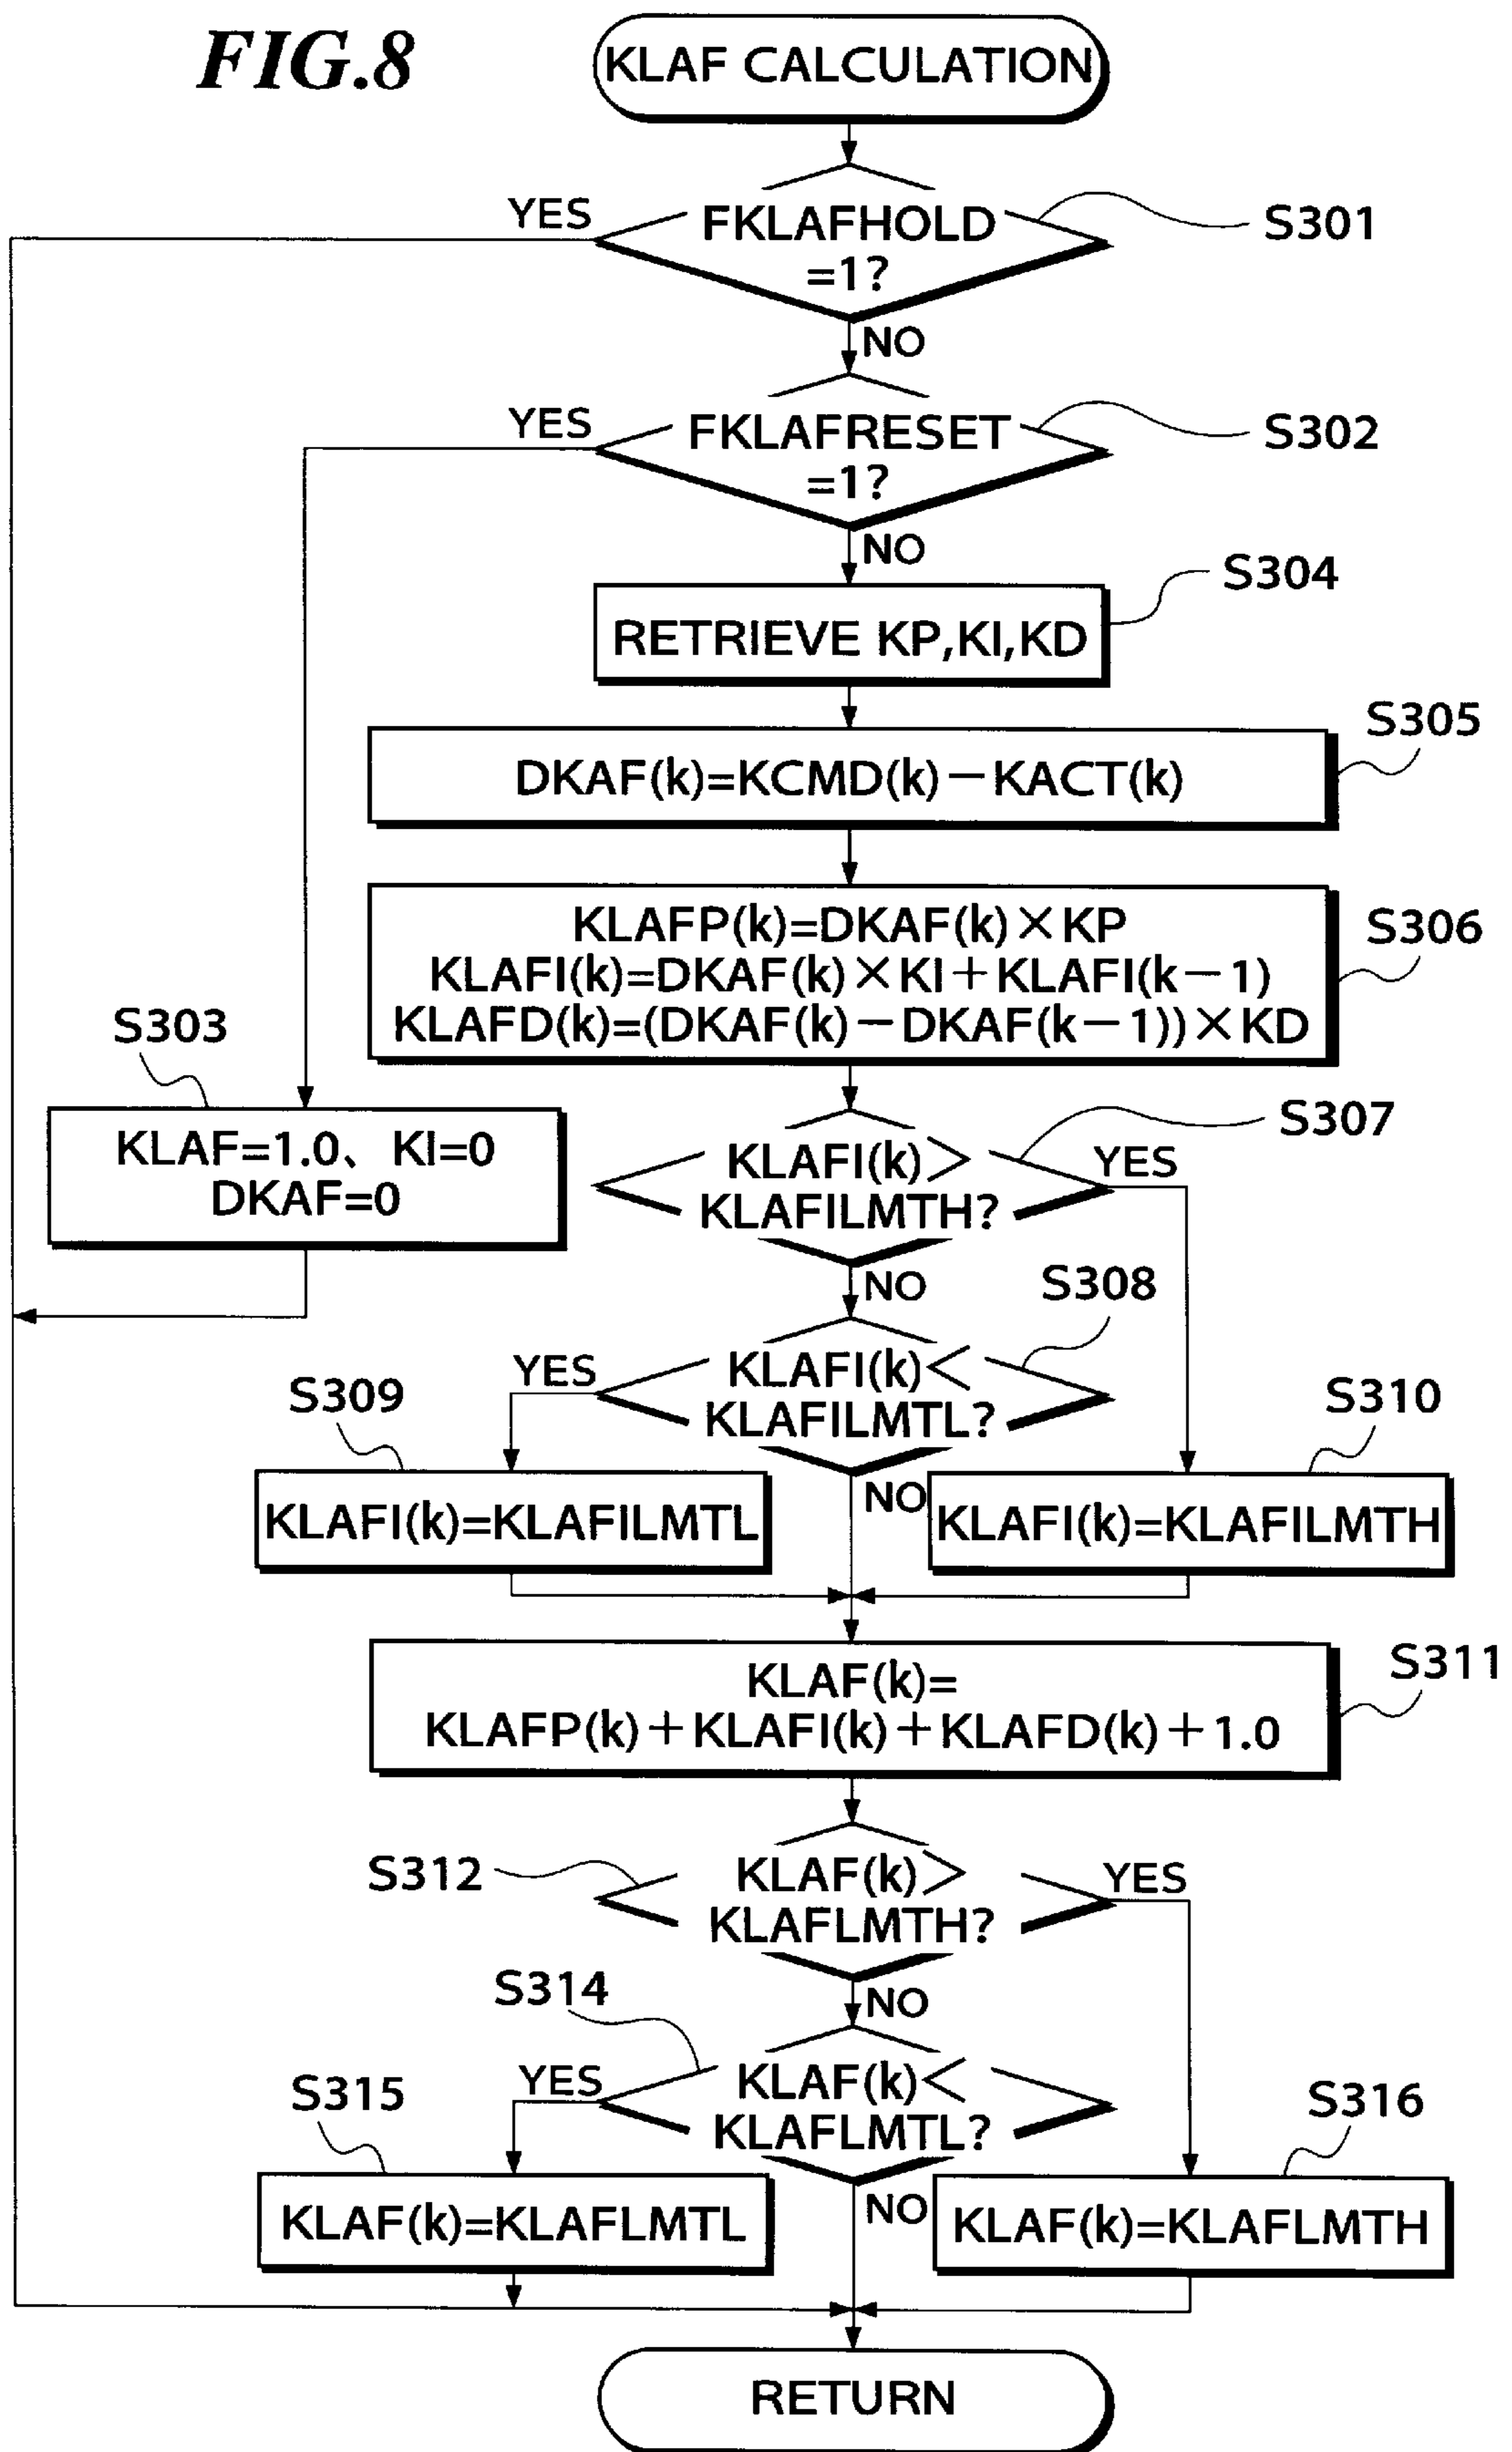 FIG.8
KLAF CALCULATION
YES
FKLAFHOLD
=1?
S301
NO
YES
FKLAFRESET
=1?
S302
NO
S304
RETRIEVE KP,KI,KD
S305
DKAF(k)=KCMD(k)−KACT(k)
S306
KLAFP(k)=DKAF(k)×KP
KLAFI(k)=DKAF(k)×KI+KLAFI(k−1)
KLAFD(k)=(DKAF(k)−DKAF(k−1))×KD
S303
KLAF=1.0、 KI=0
DKAF=0
S307
KLAFI(k)>
KLAFILMTH?
YES
NO
S308
YES
KLAFI(k)<
KLAFILMTL?
S309
S310
NO
KLAFI(k)=KLAFILMTL
KLAFI(k)=KLAFILMTH
S311
KLAF(k)=
KLAFP(k)+KLAFI(k)+KLAFD(k)+1.0
S312
KLAF(k)>
KLAFLMTH?
YES
NO
S314
YES
KLAF(k)<
KLAFLMTL?
S315
S316
NO
KLAF(k)=KLAFLMTL
KLAF(k)=KLAFLMTH
RETURN